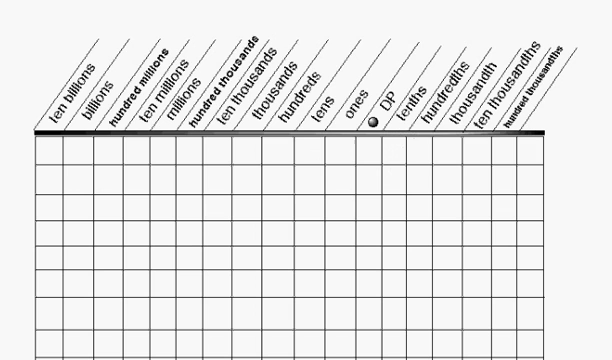 ten billions
billions
hundred millions
ten millions
millions
hundred thousands
ten thousands
thousands
hundreds
tens
ones
DP
tenths
hundredths
thousandth
ten thousandths
hundred thousandths